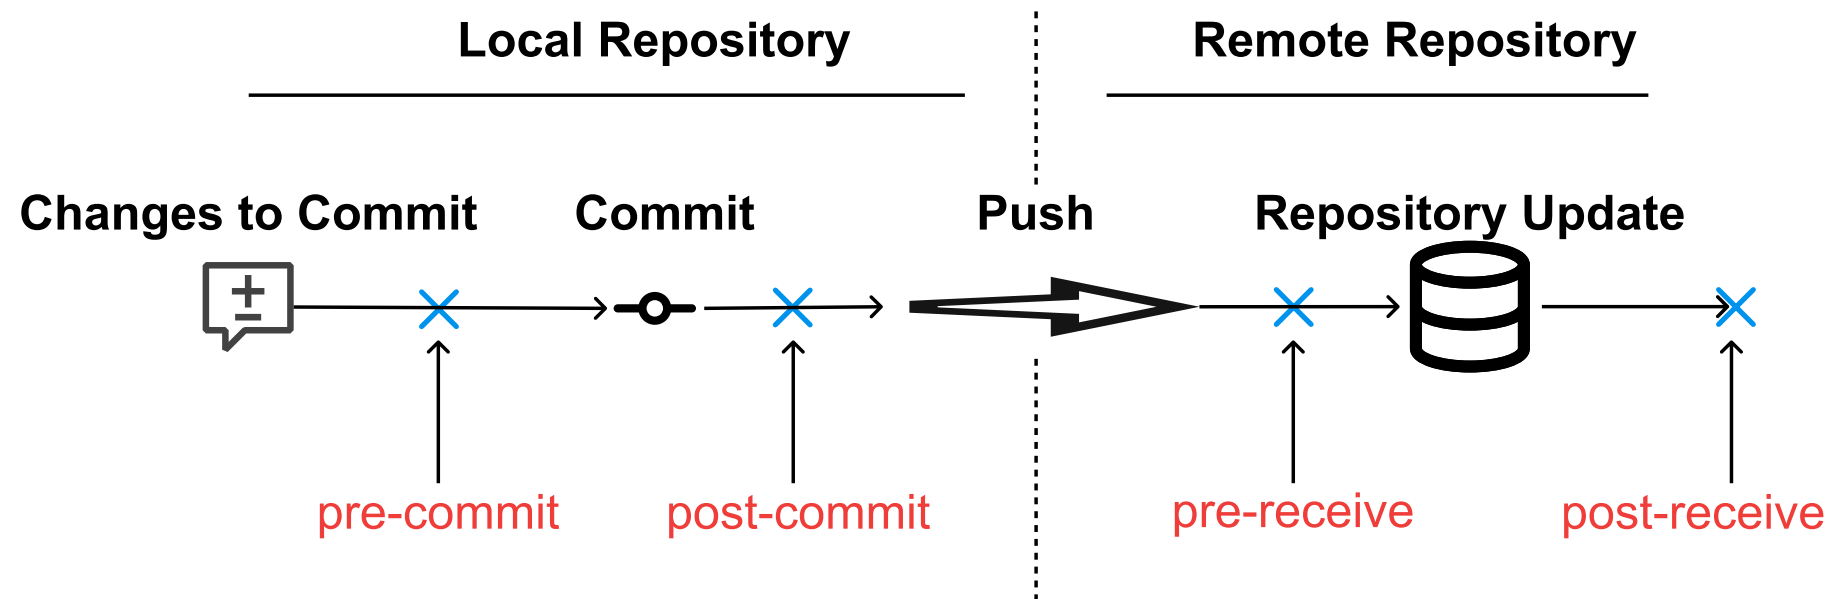 Local Repository
Remote Repository
Changes to Commit
Commit
Push
Repository Update
pre-commit
post-commit
pre-receive
post-receive